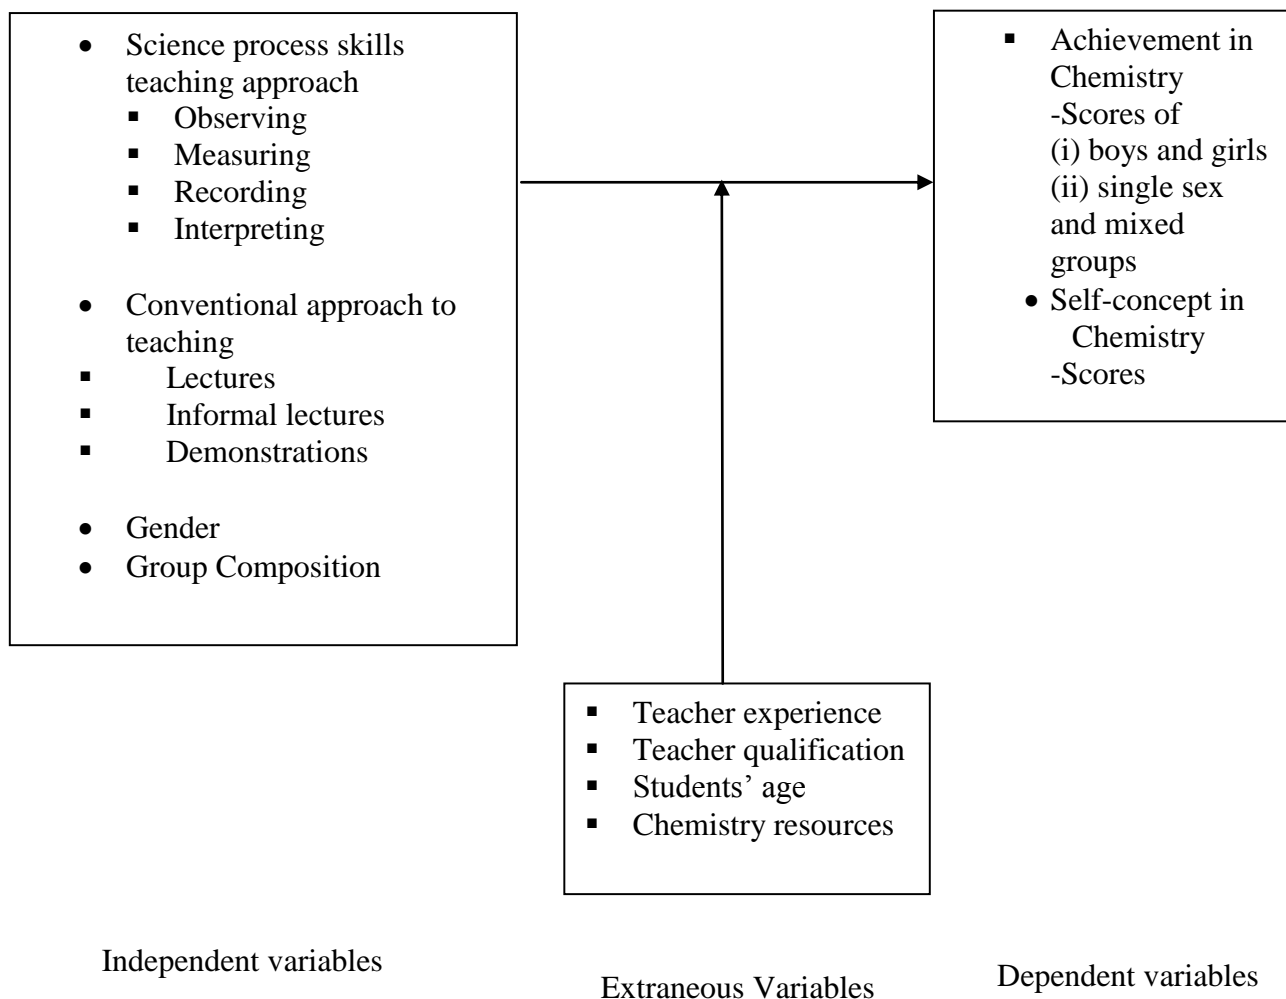 ● Science process skills
teaching approach
▪ Observing
▪ Measuring
▪ Recording
▪ Interpreting
● Conventional approach to
teaching
▪ Lectures
▪ Informal lectures
▪ Demonstrations
● Gender
● Group Composition
▪ Achievement in
Chemistry
-Scores of
(i) boys and girls
(ii) single sex
and mixed
groups
● Self-concept in
Chemistry
-Scores
▪ Teacher experience
▪ Teacher qualification
▪ Students’ age
▪ Chemistry resources
Independent variables
Extraneous Variables
Dependent variables